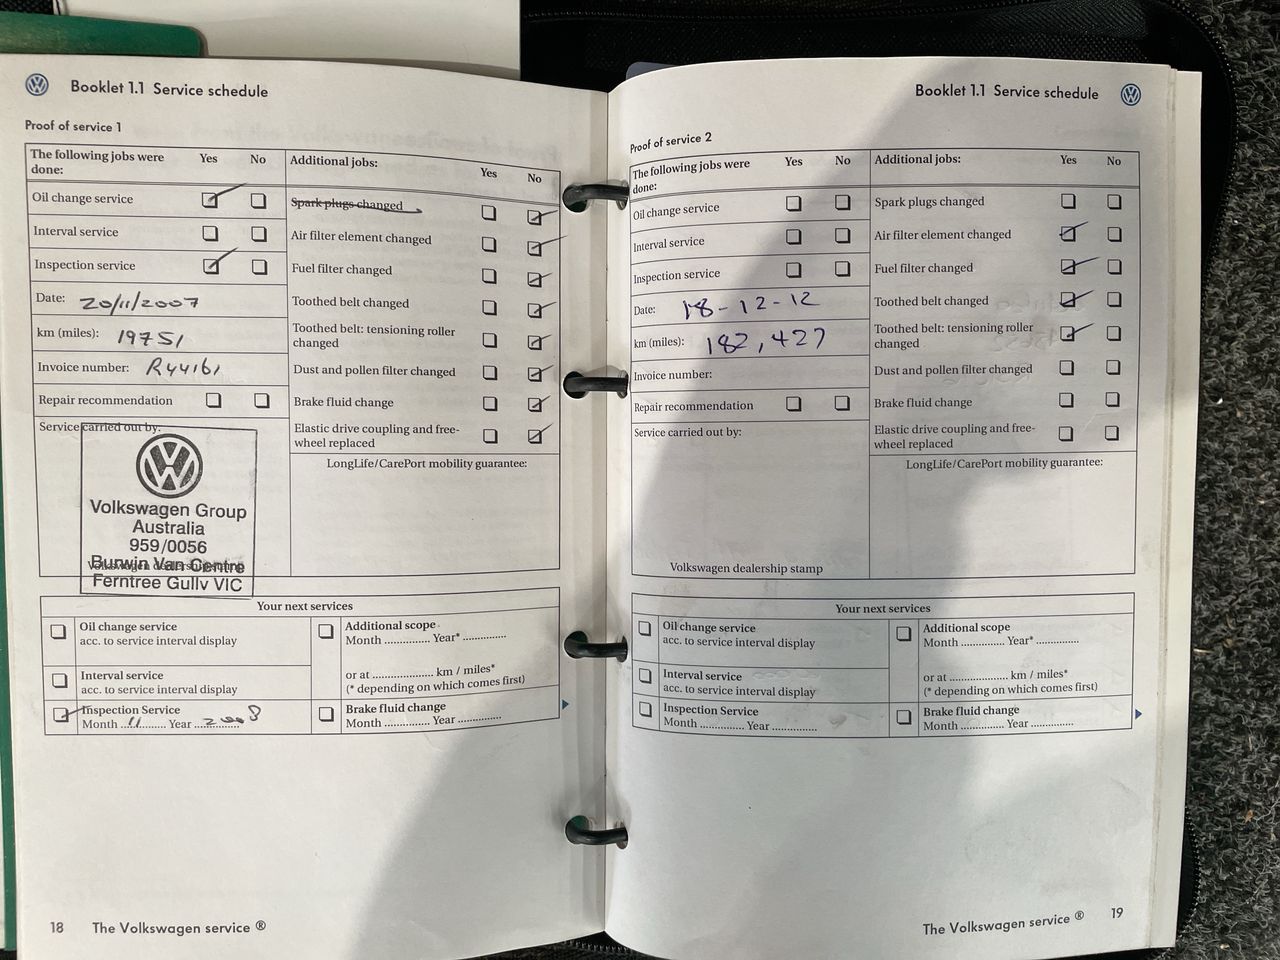 Booklet 1.1 Service schedule
Proof of service 1
The following jobs were done:
Yes No
Additional jobs:
Yes No
Oil change service
Spark plugs changed
Interval service
Air filter element changed
Inspection service
Fuel filter changed
Date: 20/11/2007
Toothed belt changed
km (miles): 19751
Toothed belt: tensioning roller
changed
Invoice number: R44161
Dust and pollen filter changed
Repair recommendation
Brake fluid change
Service carried out by:
Elastic drive coupling and free-
wheel replaced
LongLife/CarePort mobility guarantee:
Volkswagen Group
Australia
959/0056
Burwin Van Centre
Ferntree Gully VIC
Your next services
Oil change service
acc. to service interval display
Additional scope
Month .............. Year* ..............
Interval service
acc. to service interval display
or at .................... km / miles*
(* depending on which comes first)
Inspection Service
Month 11 Year 2008
Brake fluid change
Month .............. Year ..............
18 The Volkswagen service ®
Booklet 1.1 Service schedule
Proof of service 2
The following jobs were
done:
Yes No
Additional jobs:
Yes No
Oil change service
Spark plugs changed
Interval service
Air filter element changed
Inspection service
Fuel filter changed
Date: 18-12-12
Toothed belt changed
km (miles): 182,427
Toothed belt: tensioning roller
changed
Invoice number:
Dust and pollen filter changed
Repair recommendation
Brake fluid change
Service carried out by:
Elastic drive coupling and free-
wheel replaced
LongLife/CarePort mobility guarantee:
Volkswagen dealership stamp
Your next services
Oil change service
acc. to service interval display
Additional scope
Month .............. Year* ..............
Interval service
acc. to service interval display
or at .................... km / miles*
(* depending on which comes first)
Inspection Service
Month .............. Year ..............
Brake fluid change
Month .............. Year ..............
The Volkswagen service ® 19